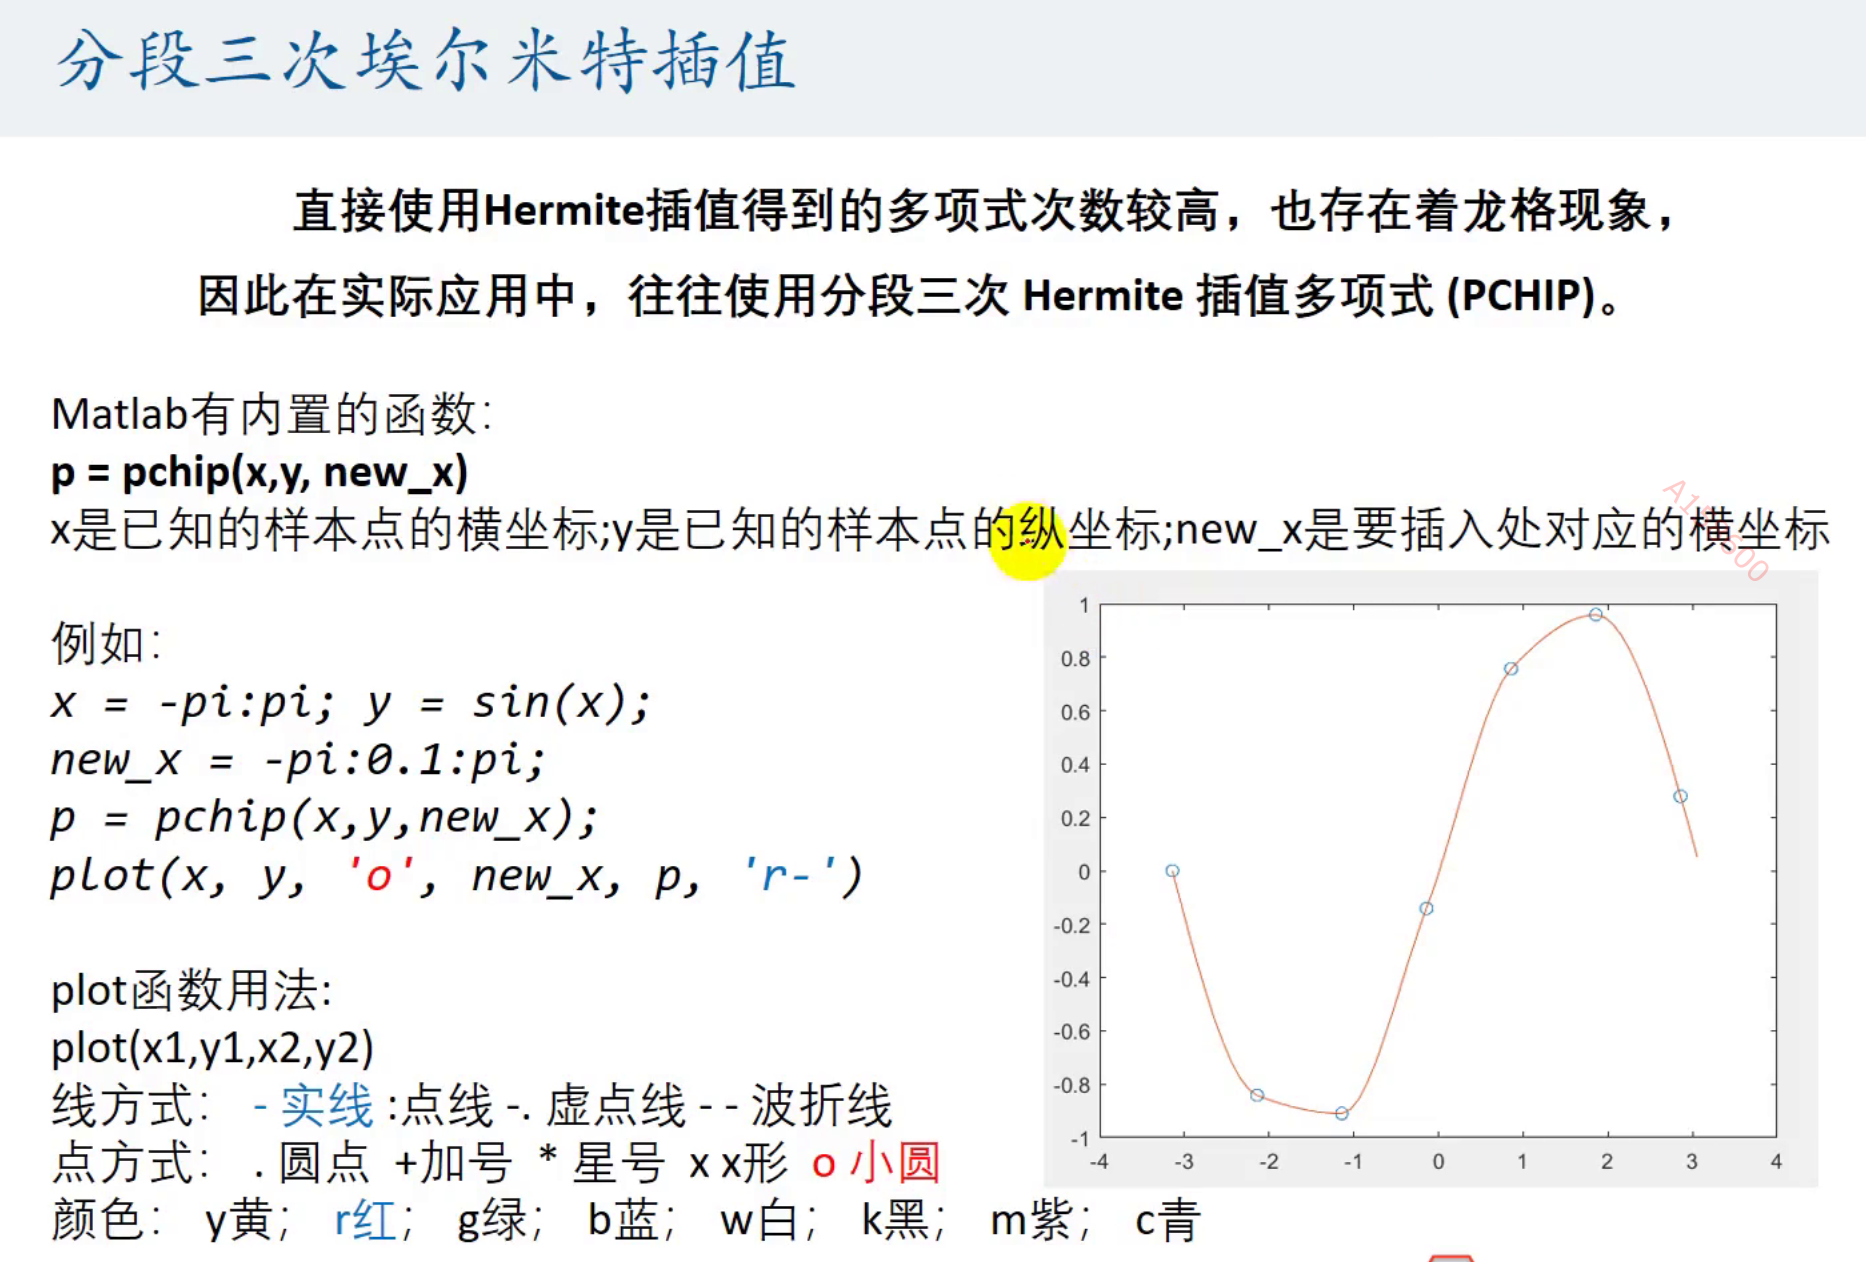 分段三次埃尔米特插值
直接使用Hermite插值得到的多项式次数较高，也存在着龙格现象，
因此在实际应用中，往往使用分段三次 Hermite 插值多项式 (PCHIP)。
Matlab有内置的函数：
p = pchip(x,y, new_x)
x是已知的样本点的横坐标;y是已知的样本点的纵坐标;new_x是要插入处对应的横坐标
例如：
x = -pi:pi; y = sin(x);
new_x = -pi:0.1:pi;
p = pchip(x,y,new_x);
plot(x, y, 'o', new_x, p, 'r-')
plot函数用法:
plot(x1,y1,x2,y2)
线方式： - 实线 :点线 -. 虚点线 - - 波折线
点方式： . 圆点 +加号 * 星号 x x形 o 小圆
颜色： y黄； r红； g绿； b蓝； w白； k黑； m紫； c青
1
0.8
0.6
0.4
0.2
0
-0.2
-0.4
-0.6
-0.8
-1
-4 -3 -2 -1 0 1 2 3 4